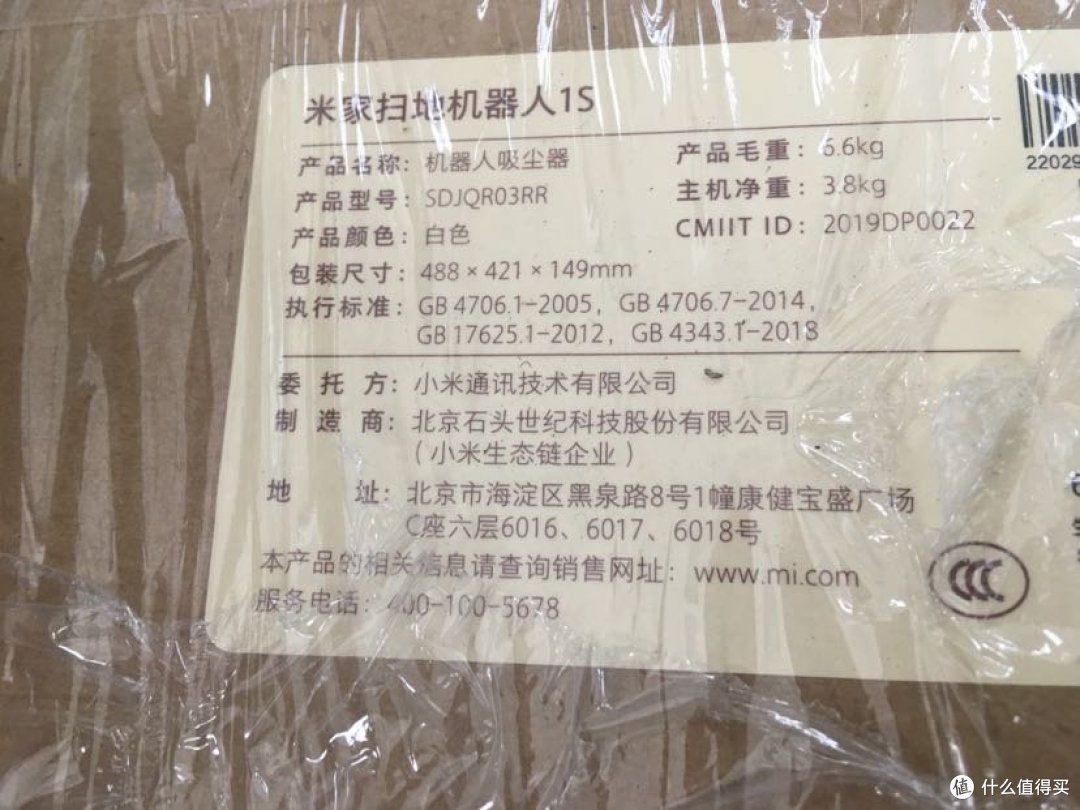 米家扫地机器人1S
产品名称：机器人吸尘器
产品毛重：6.6kg
产品型号：SDJQR03RR
主机净重：3.8kg
产品颜色：白色
CMIIT ID：2019DP0022
包装尺寸：488×421×149mm
执行标准：GB 4706.1-2005，GB 4706.7-2014，
GB 17625.1-2012，GB 4343.1-2018
委托方：小米通讯技术有限公司
制造商：北京石头世纪科技股份有限公司
（小米生态链企业）
地址：北京市海淀区黑泉路8号1幢康健宝盛广场
C座六层6016、6017、6018号
本产品的相关信息请查询销售网址：www.mi.com
服务电话：400-100-5678
22029
CCC
值 什么值得买